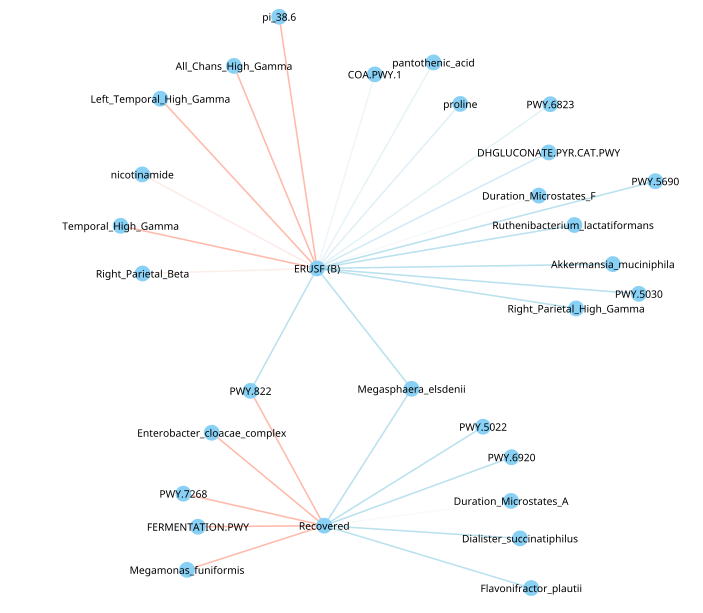 pi_38.6
pantothenic_acid
All_Chans_High_Gamma
COA.PWY.1
Left_Temporal_High_Gamma
proline
PWY.6823
DHGLUCONATE.PYR.CAT.PWY
nicotinamide
PWY.5690
Duration_Microstates_F
Temporal_High_Gamma
Ruthenibacterium_lactatiformans
Right_Parietal_Beta
ERUSF (B)
Akkermansia_muciniphila
PWY.5030
Right_Parietal_High_Gamma
PWY.822
Megasphaera_elsdenii
Enterobacter_cloacae_complex
PWY.5022
PWY.6920
PWY.7268
Duration_Microstates_A
FERMENTATION.PWY
Recovered
Dialister_succinatiphilus
Megamonas_funiformis
Flavonifractor_plautii